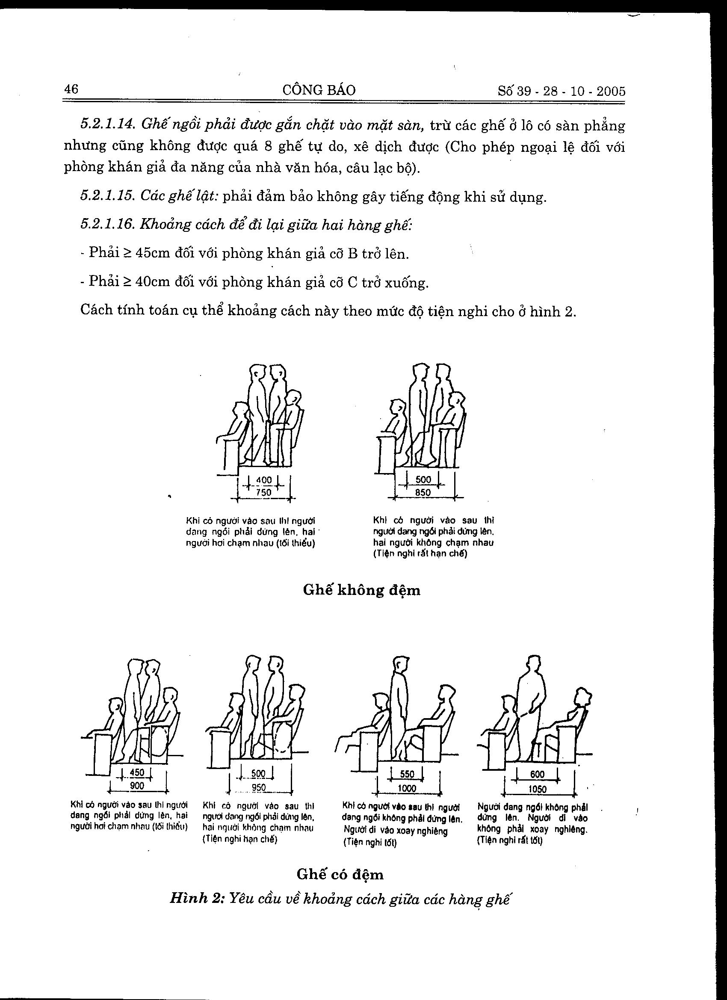 46 CÔNG BÁO Số 39 - 28 - 10 - 2005
5.2.1.14. Ghế ngồi phải được gắn chặt vào mặt sàn, trừ các ghế ở lô có sàn phẳng
nhưng cũng không được quá 8 ghế tự do, xê dịch được (Cho phép ngoại lệ đối với
phòng khán giả đa năng của nhà văn hóa, câu lạc bộ).
5.2.1.15. Các ghế lật: phải đảm bảo không gây tiếng động khi sử dụng.
5.2.1.16. Khoảng cách để đi lại giữa hai hàng ghế:
- Phải ≥ 45cm đối với phòng khán giả cỡ B trở lên.
- Phải ≥ 40cm đối với phòng khán giả cỡ C trở xuống.
Cách tính toán cụ thể khoảng cách này theo mức độ tiện nghi cho ở hình 2.
400
750
Khi có người vào sau thì người
đang ngồi phải đứng lên, hai
người hơi chạm nhau (tối thiểu)
500
850
Khi có người vào sau thì
người đang ngồi phải đứng lên,
hai người không chạm nhau
(Tiện nghi rất hạn chế)
Ghế không đệm
450
900
Khi có người vào sau thì người
đang ngồi phải đứng lên, hai
người hơi chạm nhau (tối thiểu)
500
950
Khi có người vào sau thì
người đang ngồi phải đứng lên,
hai người không chạm nhau
(Tiện nghi hạn chế)
550
1000
Khi có người vào sau thì người
đang ngồi không phải đứng lên.
Người đi vào xoay nghiêng
(Tiện nghi tốt)
600
1050
Người đang ngồi không phải
đứng lên. Người đi vào
không phải xoay nghiêng.
(Tiện nghi rất tốt)
Ghế có đệm
Hình 2: Yêu cầu về khoảng cách giữa các hàng ghế